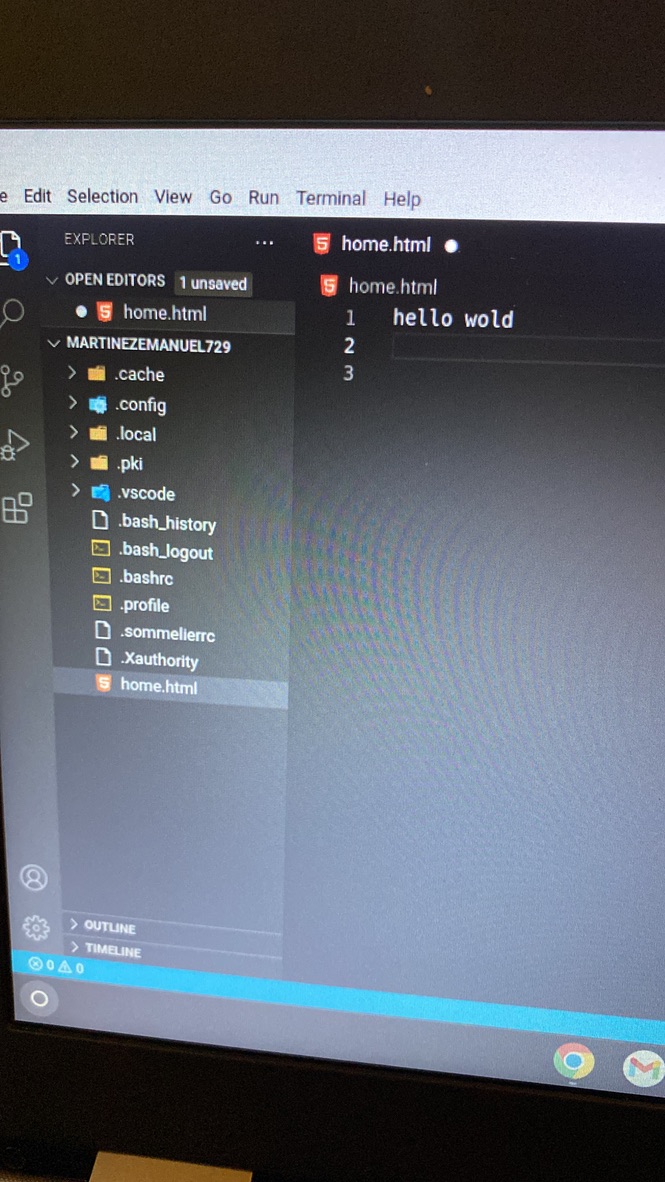 Edit Selection View Go Run Terminal Help
1
EXPLORER ...
OPEN EDITORS 1 unsaved
home.html
MARTINEZEMANUEL729
.cache
.config
.local
.pki
.vscode
.bash_history
.bash_logout
.bashrc
.profile
.sommelierrc
.Xauthority
home.html
OUTLINE
TIMELINE
0 0
home.html
home.html
1 hello wold
2
3